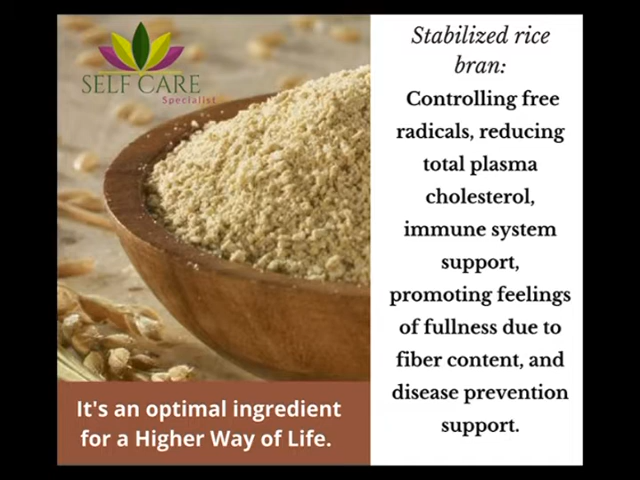 SELF CARE
Specialist
It's an optimal ingredient
for a Higher Way of Life.
Stabilized rice
bran:
Controlling free
radicals, reducing
total plasma
cholesterol,
immune system
support,
promoting feelings
of fullness due to
fiber content, and
disease prevention
support.